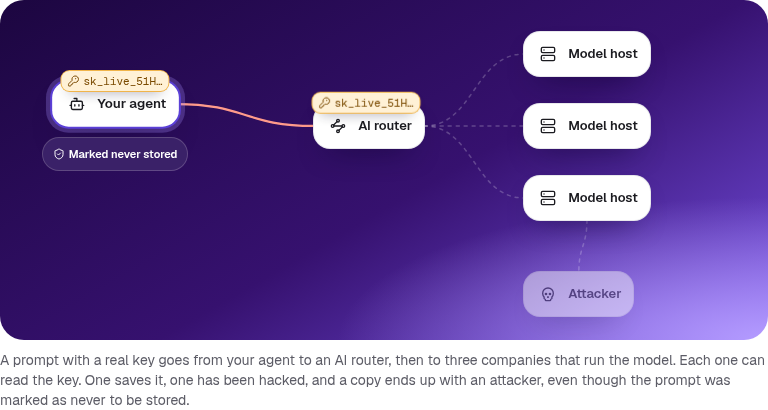 Model host
sk_live_51H…
Your agent
sk_live_51H…
AI router
Model host
Marked never stored
Model host
Attacker
A prompt with a real key goes from your agent to an AI router, then to three companies that run the model. Each one can
read the key. One saves it, one has been hacked, and a copy ends up with an attacker, even though the prompt was
marked as never to be stored.